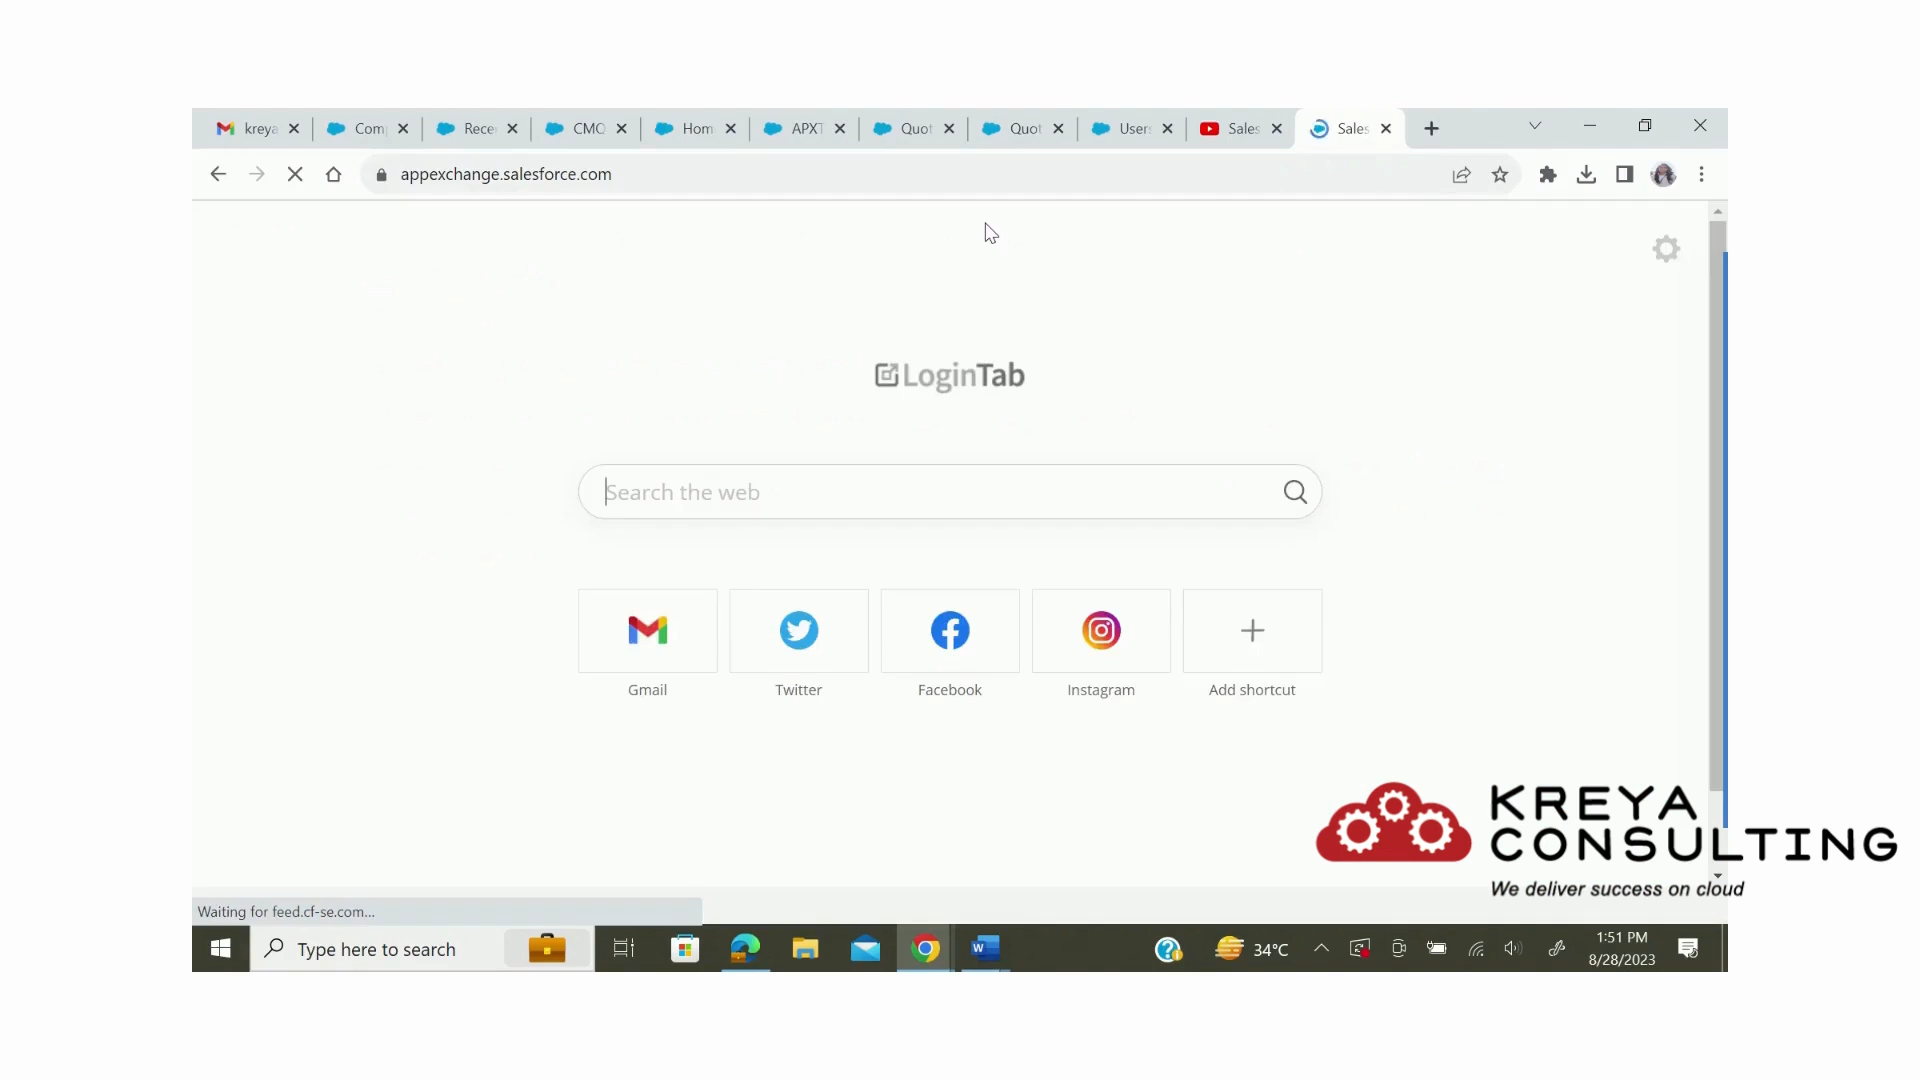 kreya
Com
Rece
CMQ
Hom
APXT
Quot
Quot
Users
Sales
Sales
appexchange.salesforce.com
LoginTab
Search the web
Gmail
Twitter
Facebook
Instagram
Add shortcut
KREYA
CONSULTING
We deliver success on cloud
Waiting for feed.cf-se.com...
Type here to search
34°C
1:51 PM
8/28/2023